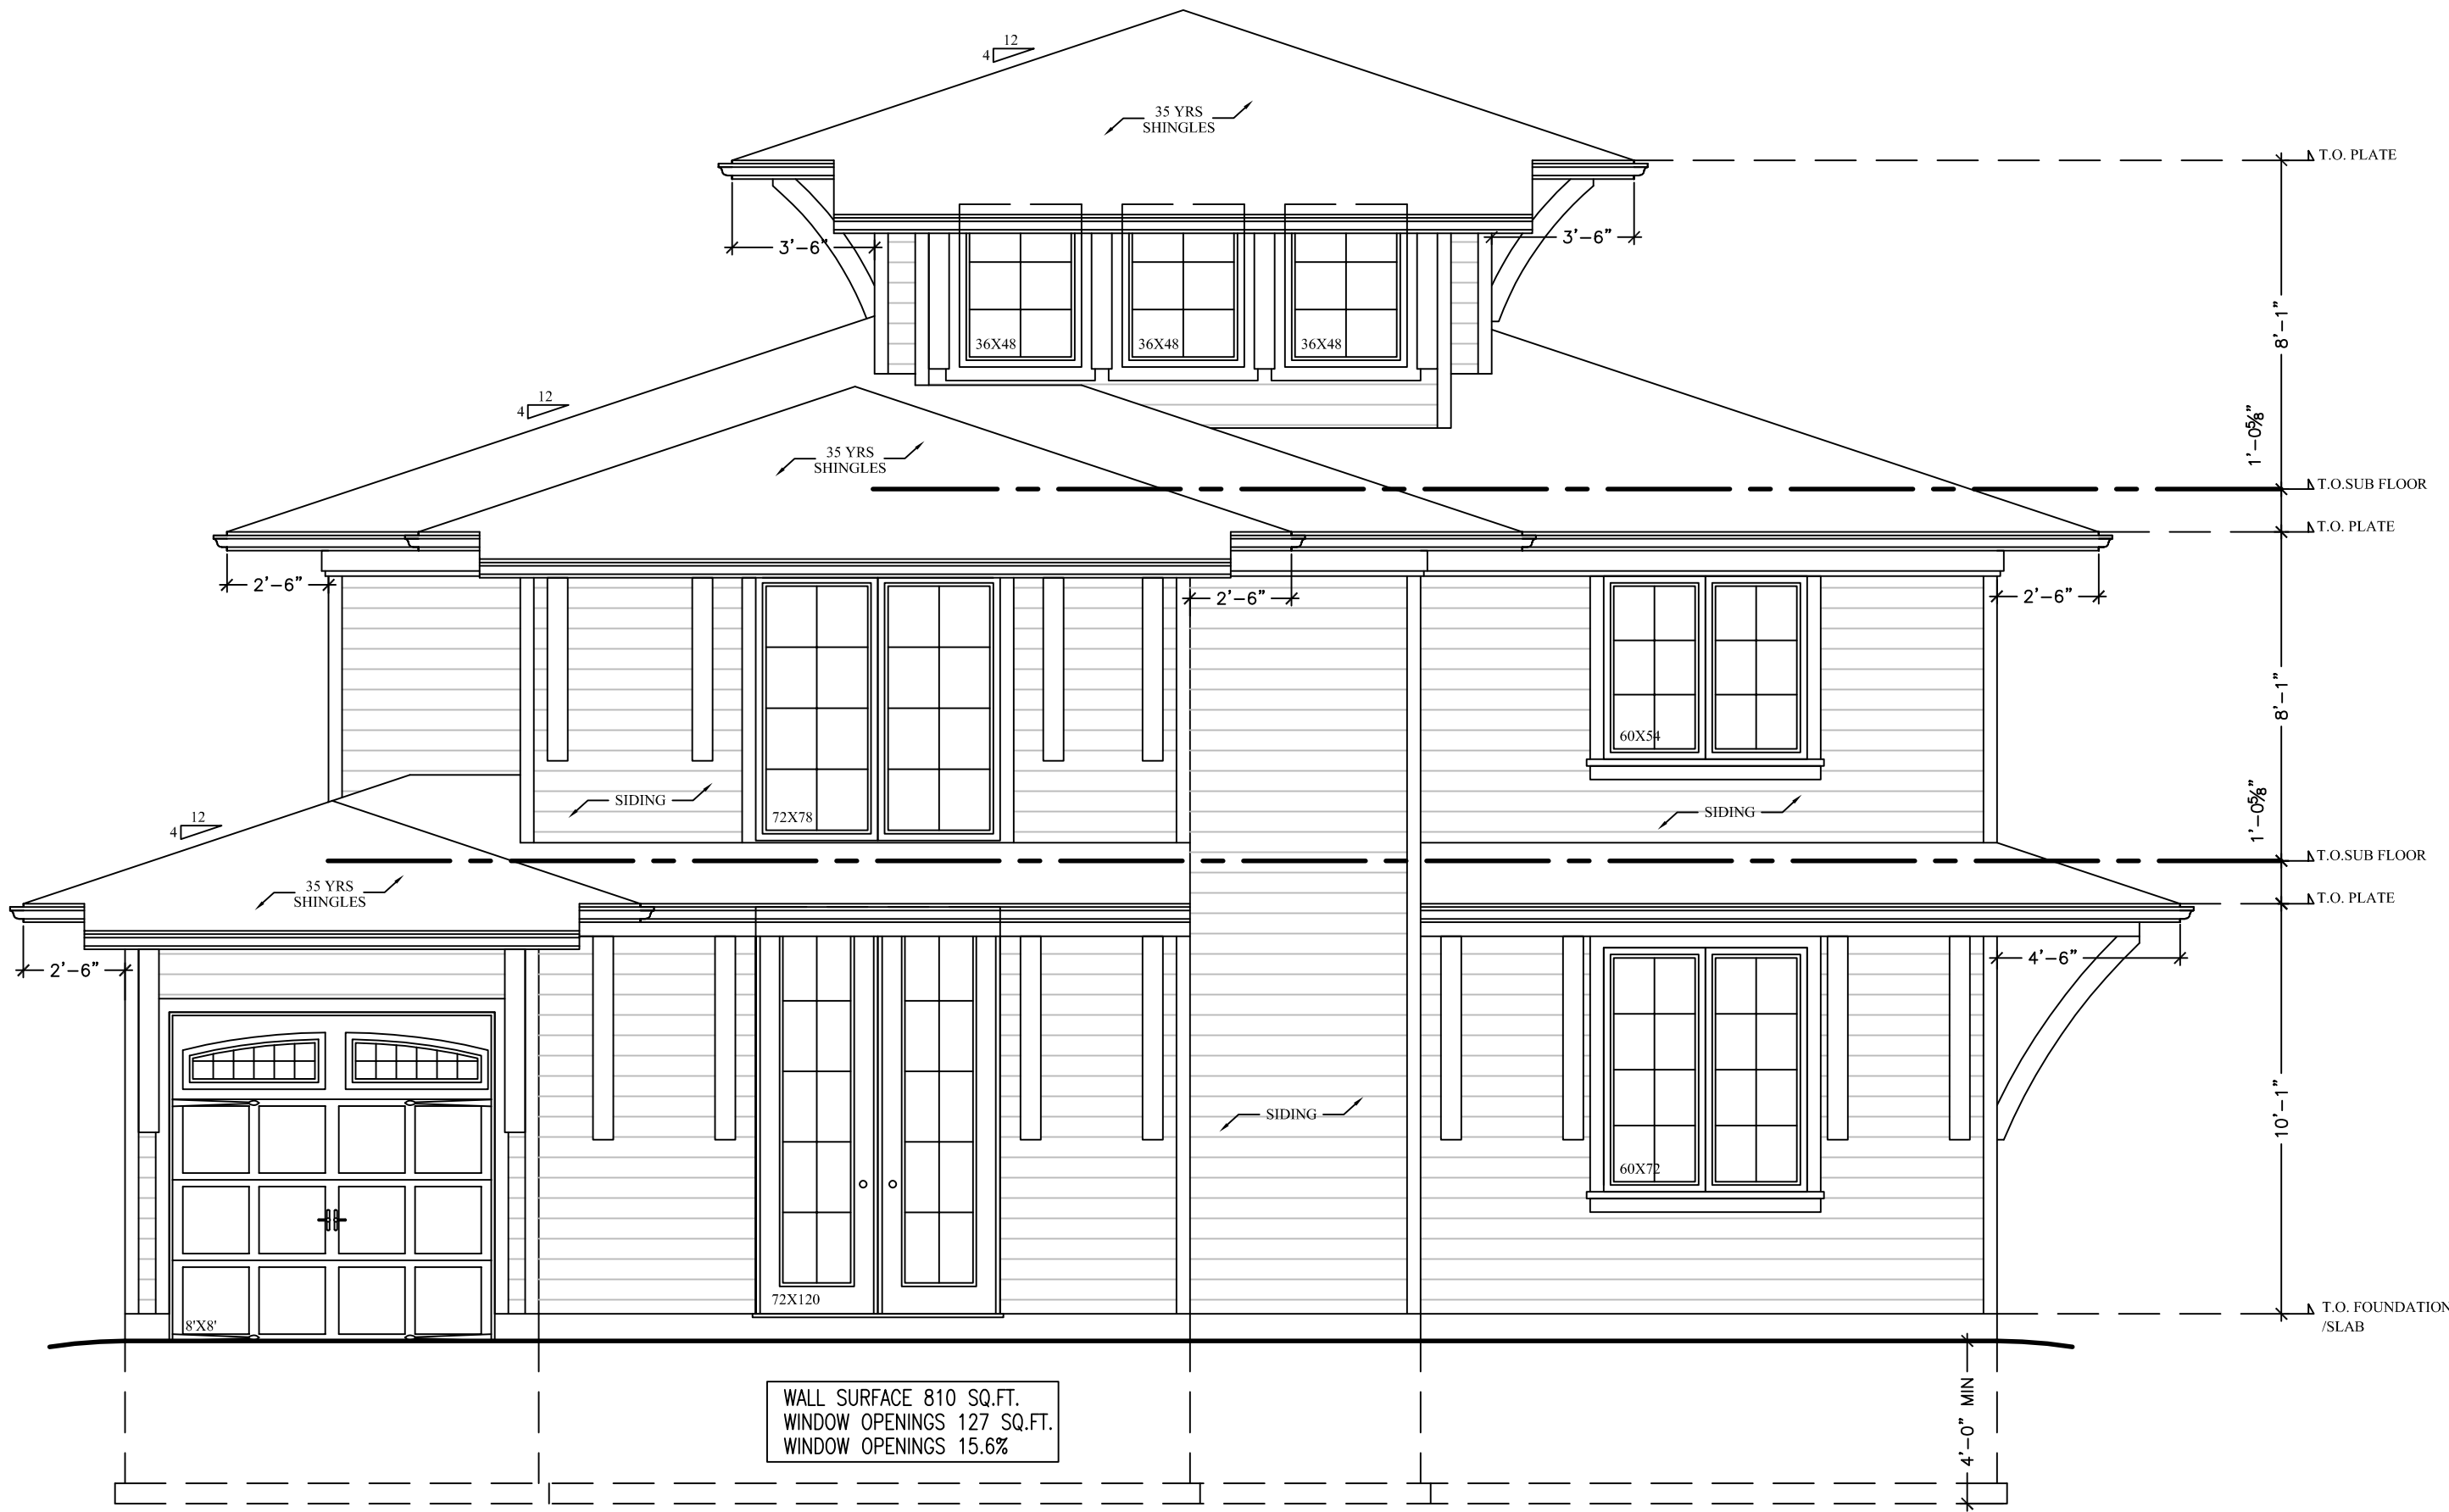 12
4
35 YRS
SHINGLES
T.O. PLATE
3'-6"
3'-6"
8'-1"
36X48
36X48
36X48
12
4
1'-0⅝"
35 YRS
SHINGLES
T.O.SUB FLOOR
T.O. PLATE
2'-6"
2'-6"
2'-6"
8'-1"
60X54
SIDING
72X78
SIDING
12
4
1'-0⅝"
T.O.SUB FLOOR
35 YRS
SHINGLES
T.O. PLATE
2'-6"
4'-6"
10'-1"
SIDING
60X72
72X120
8'X8'
T.O. FOUNDATION
/SLAB
WALL SURFACE 810 SQ.FT.
WINDOW OPENINGS 127 SQ.FT.
WINDOW OPENINGS 15.6%
4'-0" MIN